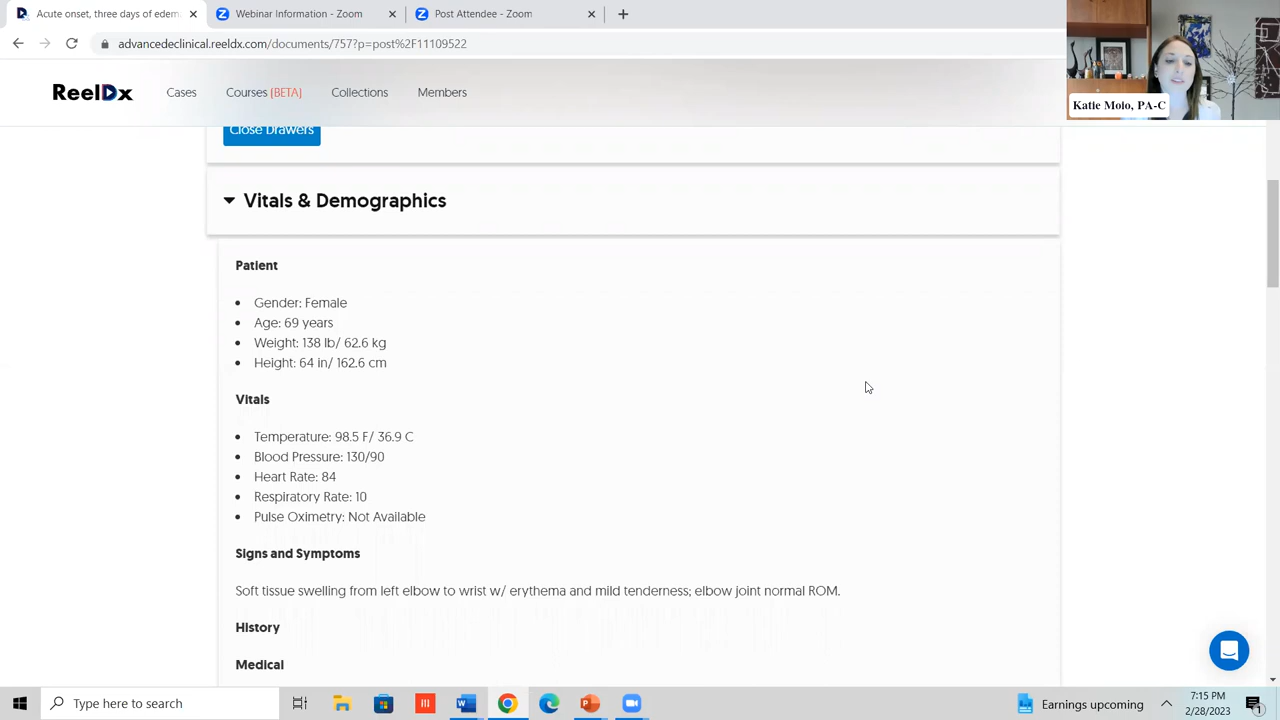 Acute onset, three days of edem
Webinar Information - Zoom
Post Attendee - Zoom
advancedclinical.reeldx.com/documents/757?p=post%2F11109522
ReelDx
Cases
Courses (BETA)
Collections
Members
Katie Moio, PA-C
Close Drawers
Vitals & Demographics
Patient
Gender: Female
Age: 69 years
Weight: 138 lb/ 62.6 kg
Height: 64 in/ 162.6 cm
Vitals
Temperature: 98.5 F/ 36.9 C
Blood Pressure: 130/90
Heart Rate: 84
Respiratory Rate: 10
Pulse Oximetry: Not Available
Signs and Symptoms
Soft tissue swelling from left elbow to wrist w/ erythema and mild tenderness; elbow joint normal ROM.
History
Medical
Type here to search
Earnings upcoming
7:15 PM
2/28/2023
1